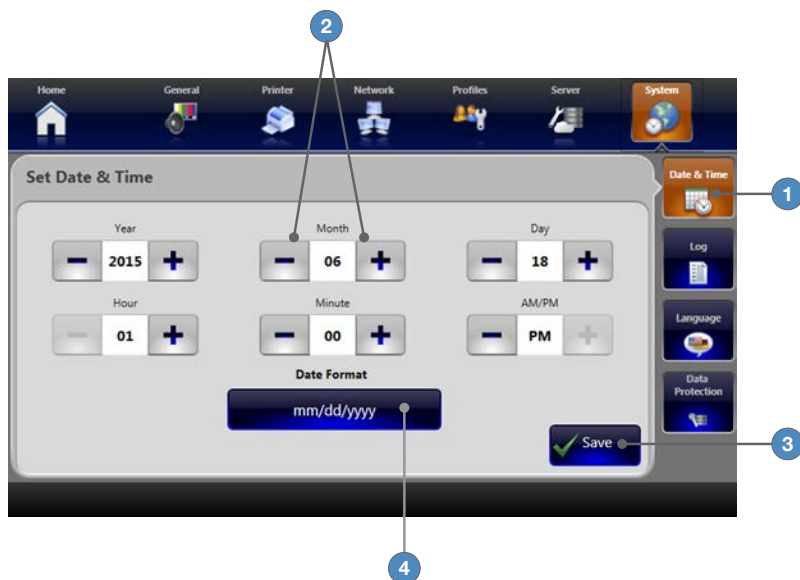 2
Home General Printer Network Profiles Server System
Set Date & Time
Date & Time
1
Year Month Day
2015 06 18
Log
Hour Minute AM/PM
01 00 PM
Language
Date Format
mm/dd/yyyy
Data
Protection
Save
3
4